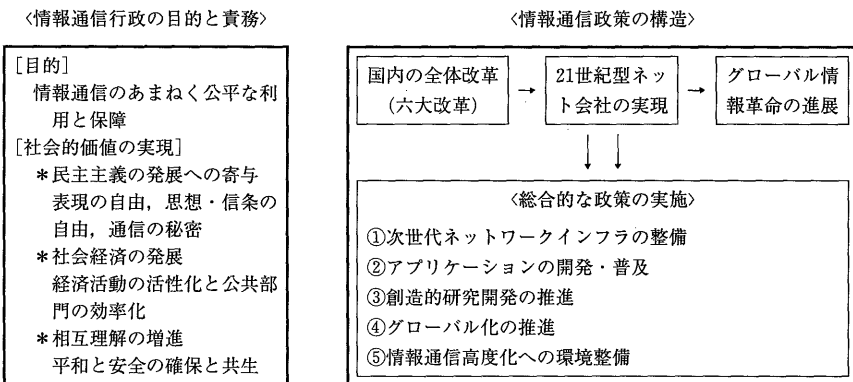 〈情報通信行政の目的と責務〉
[目的]
情報通信のあまねく公平な利
用と保障
[社会的価値の実現]
＊民主主義の発展への寄与
表現の自由，思想・信条の
自由，通信の秘密
＊社会経済の発展
経済活動の活性化と公共部
門の効率化
＊相互理解の増進
平和と安全の確保と共生
〈情報通信政策の構造〉
国内の全体改革
(六大改革)
→
21世紀型ネッ
ト会社の実現
→
グローバル情
報革命の進展
↓ ↓
〈総合的な政策の実施〉
①次世代ネットワークインフラの整備
②アプリケーションの開発・普及
③創造的研究開発の推進
④グローバル化の推進
⑤情報通信高度化への環境整備